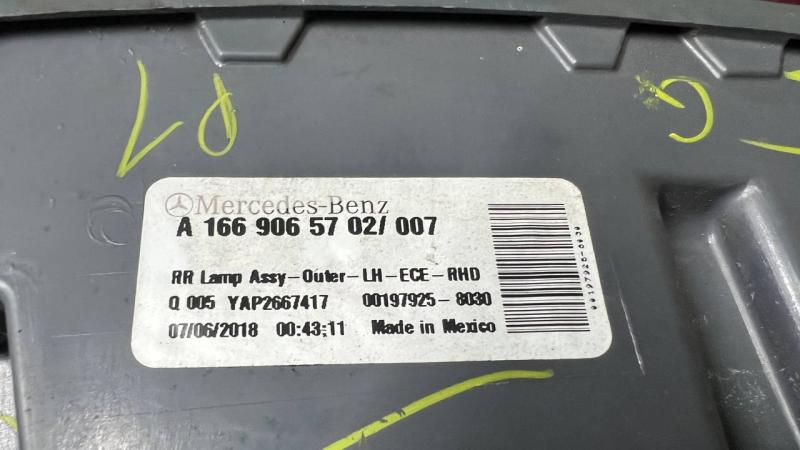 Mercedes-Benz
A 166 906 57 02/ 007
RR Lamp Assy-Outer-LH-ECE-RHD
Q 005 YAP2667417 00197925-8030
07/06/2018 00:43:11 Made in Mexico